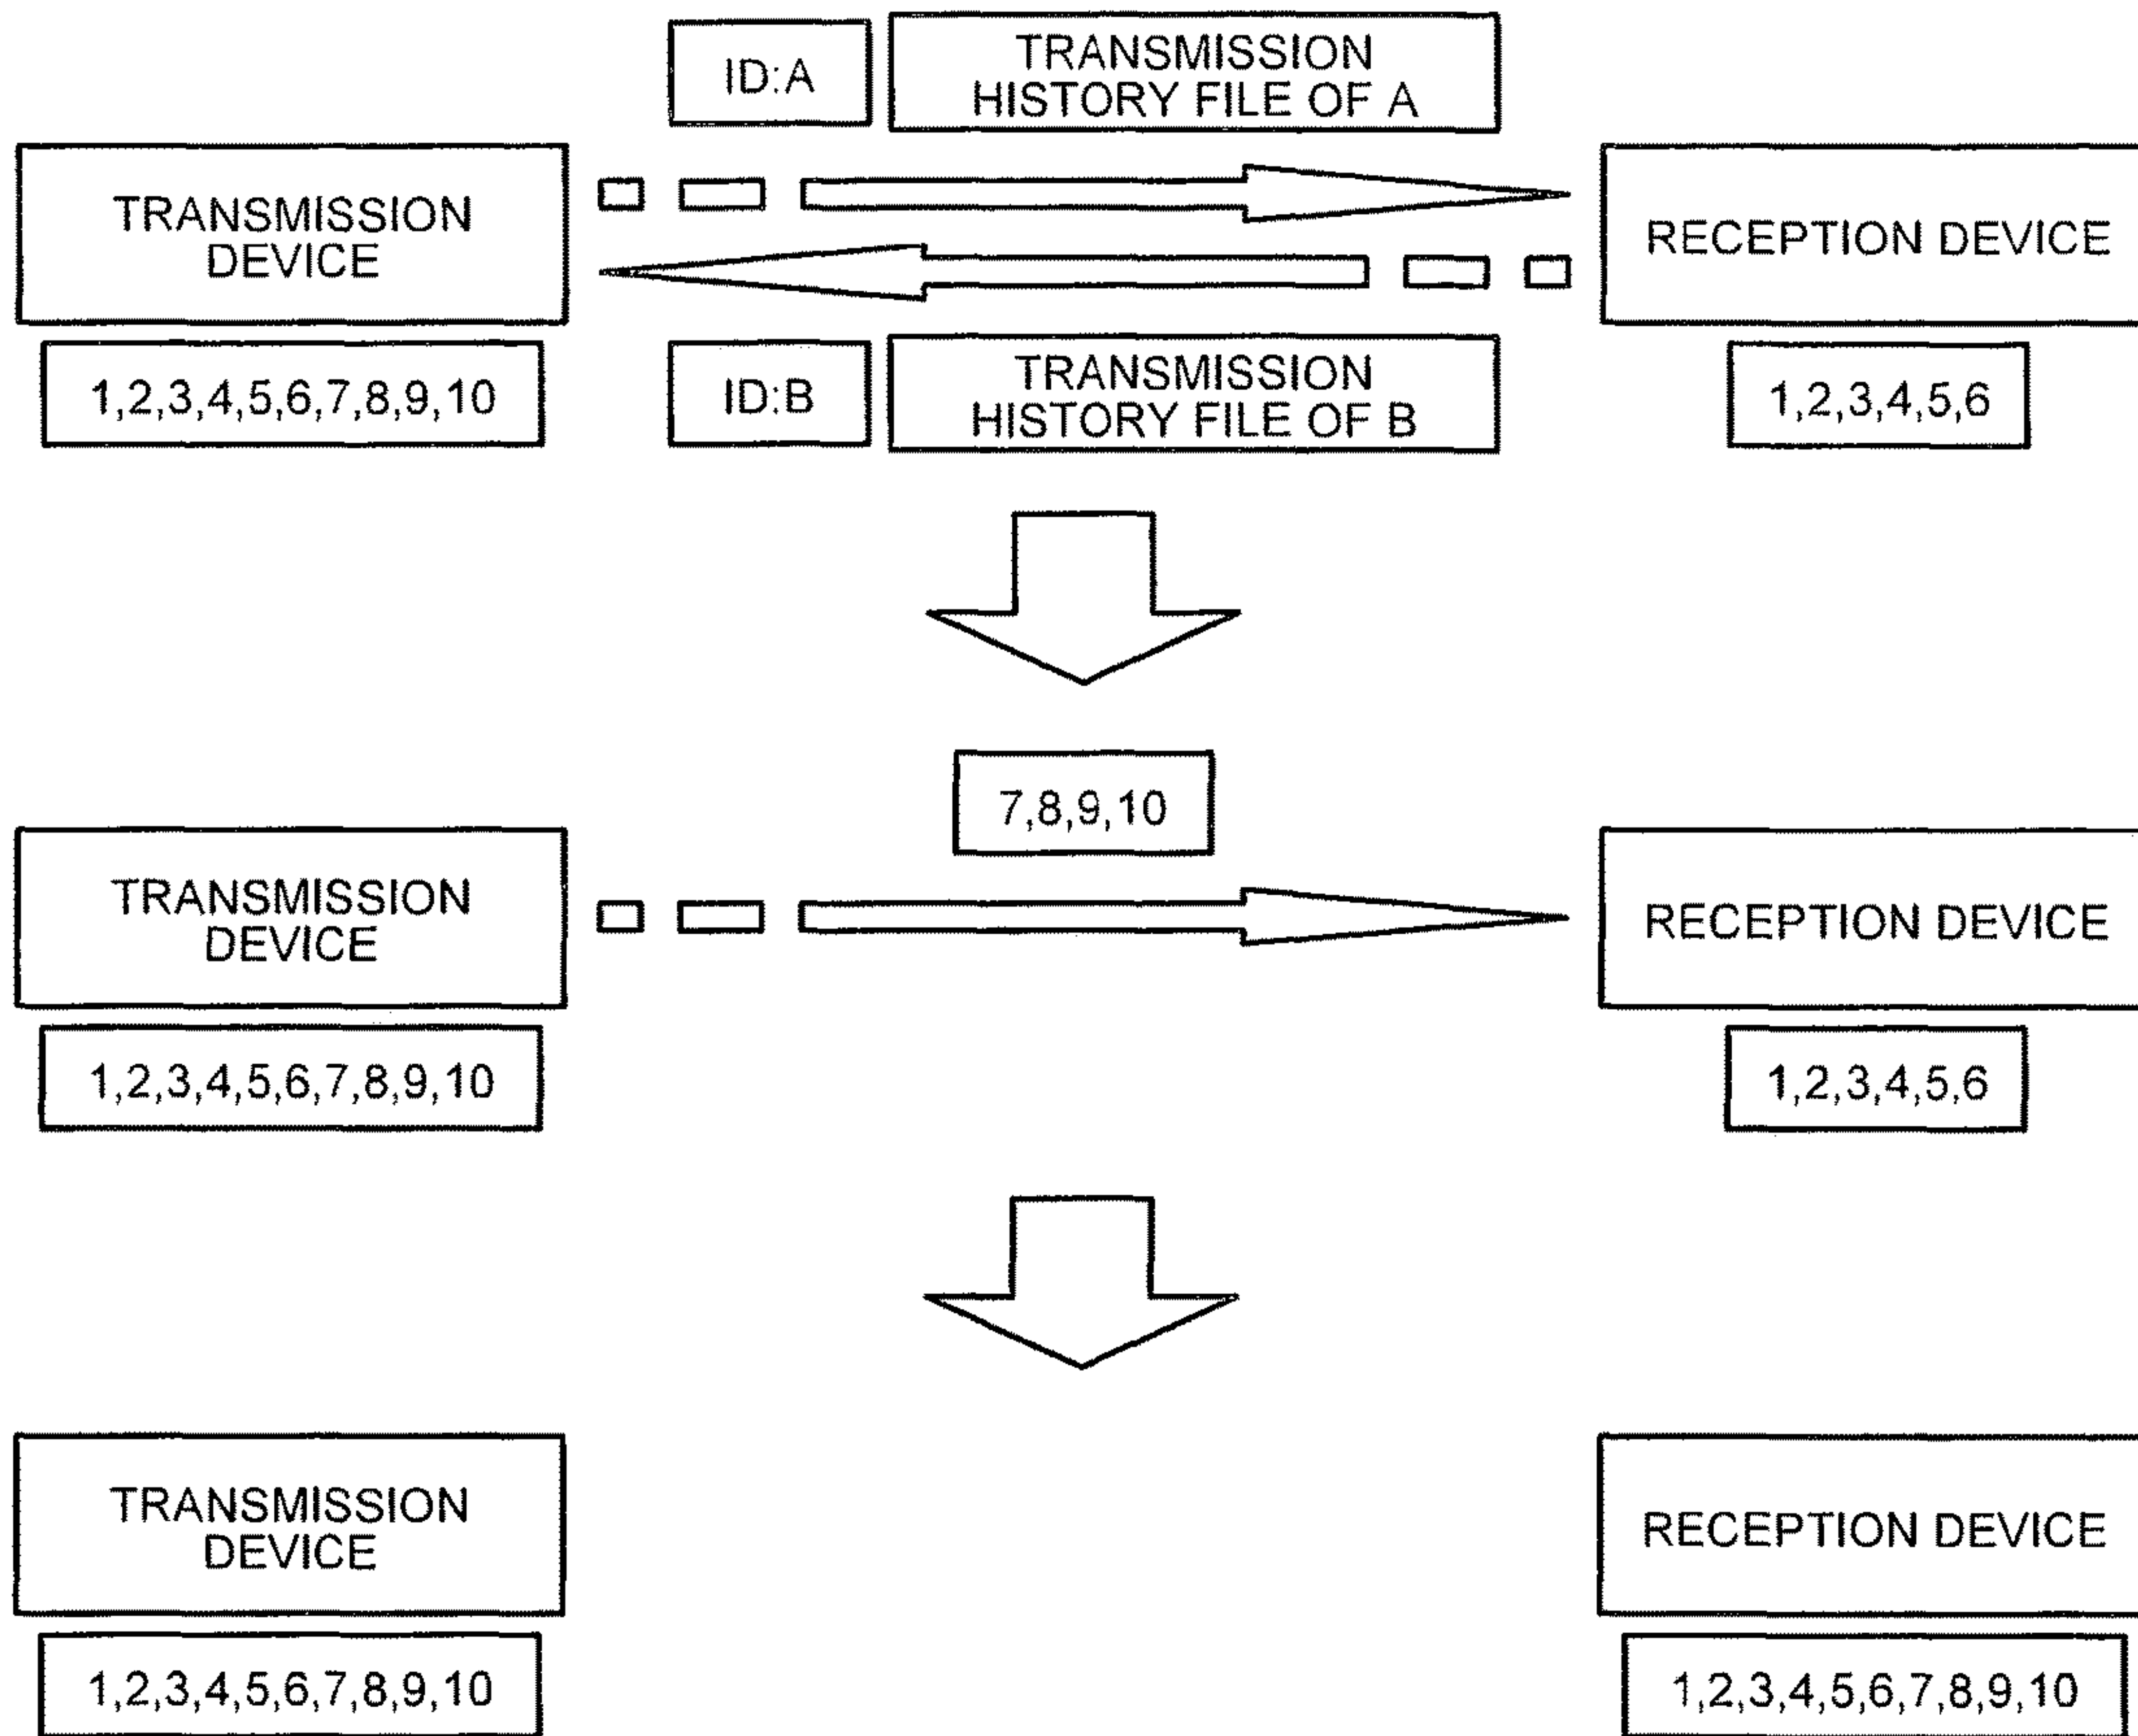 ID:A
TRANSMISSION
HISTORY FILE OF A
TRANSMISSION
DEVICE
RECEPTION DEVICE
1,2,3,4,5,6,7,8,9,10
ID:B
TRANSMISSION
HISTORY FILE OF B
1,2,3,4,5,6
7,8,9,10
TRANSMISSION
DEVICE
RECEPTION DEVICE
1,2,3,4,5,6,7,8,9,10
1,2,3,4,5,6
TRANSMISSION
DEVICE
RECEPTION DEVICE
1,2,3,4,5,6,7,8,9,10
1,2,3,4,5,6,7,8,9,10